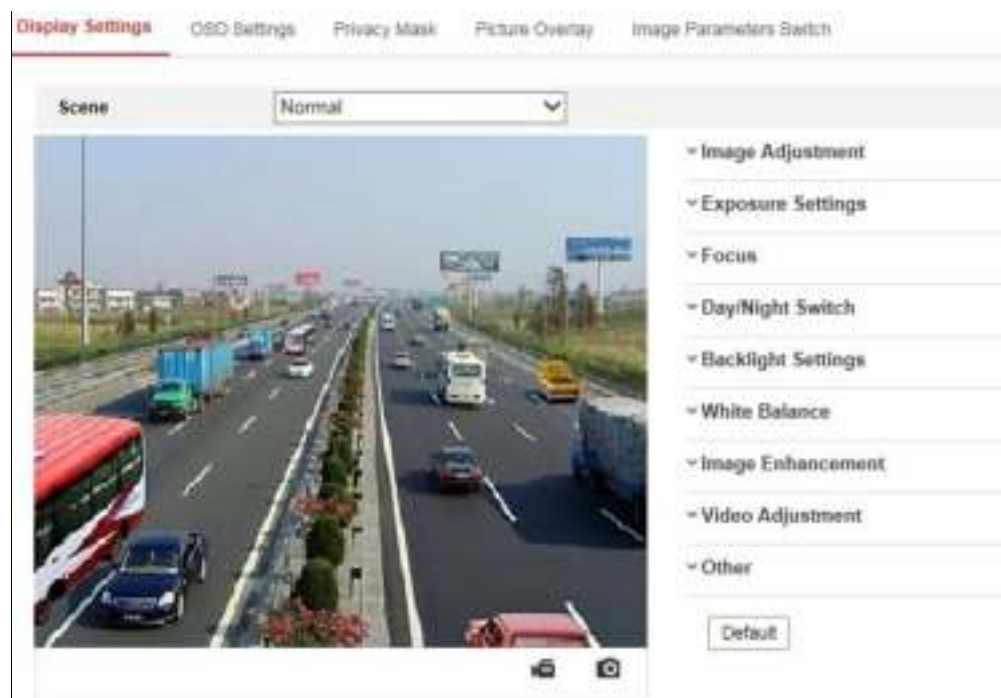 Display Settings
OSD Settings
Privacy Mask
Picture Overlay
Image Parameters Switch
Scene
Normal
Image Adjustment
Exposure Settings
Focus
Day/Night Switch
Backlight Settings
White Balance
Image Enhancement
Video Adjustment
Other
Default